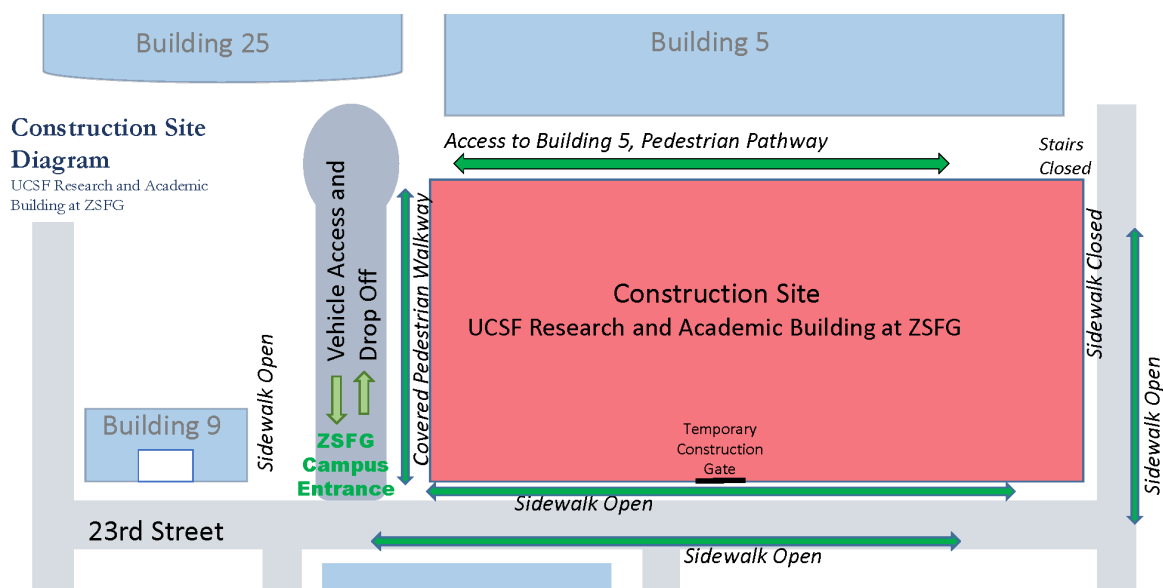 Building 25
Building 5
Construction Site
Diagram
UCSF Research and Academic
Building at ZSFG
Access to Building 5, Pedestrian Pathway
Stairs
Closed
Vehicle Access and
Drop Off
Covered Pedestrian Walkway
Construction Site
UCSF Research and Academic Building at ZSFG
Sidewalk Closed
Sidewalk Open
Sidewalk Open
Building 9
ZSFG
Campus
Entrance
Temporary
Construction
Gate
Sidewalk Open
23rd Street
Sidewalk Open